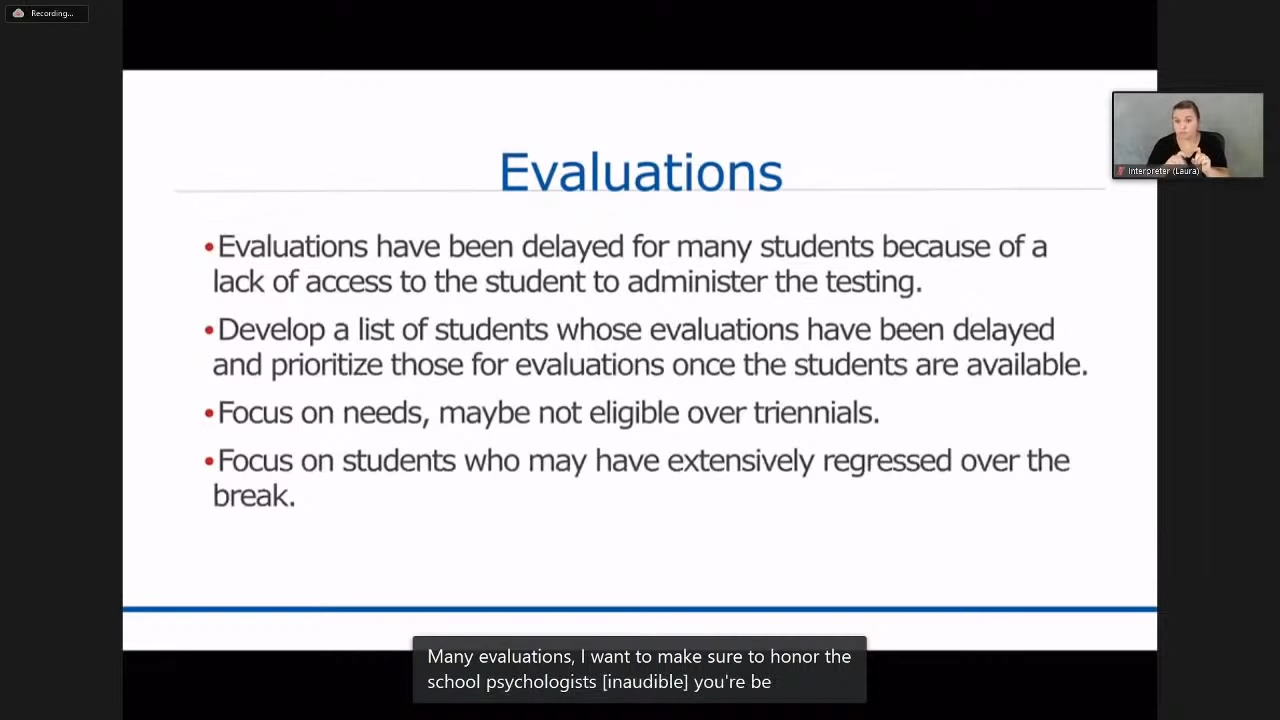 Recording...
Evaluations
Interpreter (Laura)
•Evaluations have been delayed for many students because of a
lack of access to the student to administer the testing.
•Develop a list of students whose evaluations have been delayed
and prioritize those for evaluations once the students are available.
•Focus on needs, maybe not eligible over triennials.
•Focus on students who may have extensively regressed over the
break.
Many evaluations, I want to make sure to honor the
school psychologists [inaudible] you're be